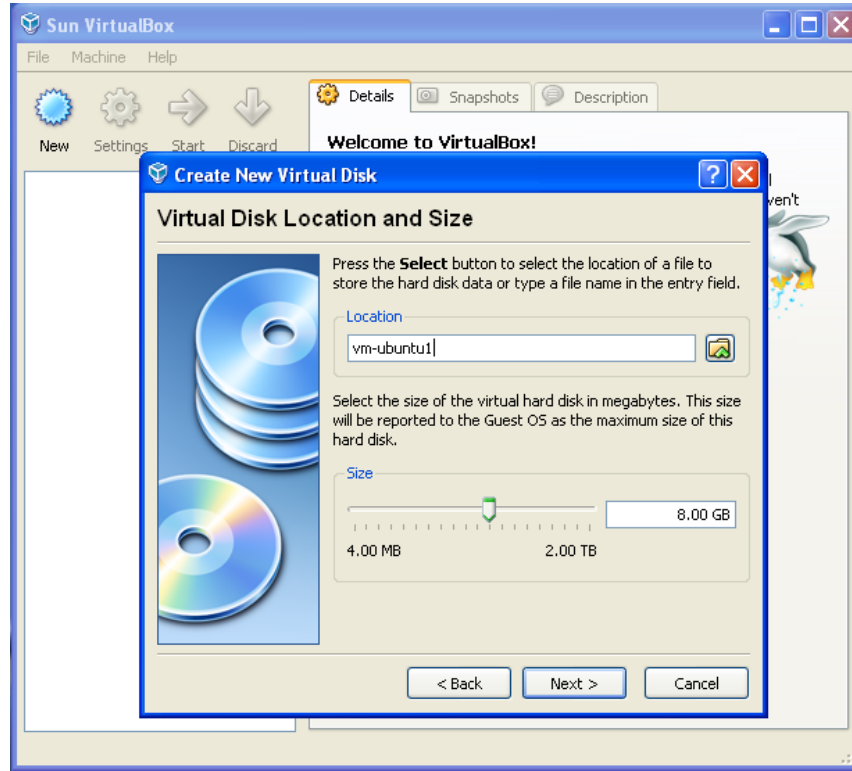 Sun VirtualBox
File Machine Help
Details Snapshots Description
New Settings Start Discard
Welcome to VirtualBox!
ven't
Create New Virtual Disk
Virtual Disk Location and Size
Press the Select button to select the location of a file to
store the hard disk data or type a file name in the entry field.
Location
vm-ubuntu1
Select the size of the virtual hard disk in megabytes. This size
will be reported to the Guest OS as the maximum size of this
hard disk.
Size
8.00 GB
4.00 MB 2.00 TB
< Back Next > Cancel